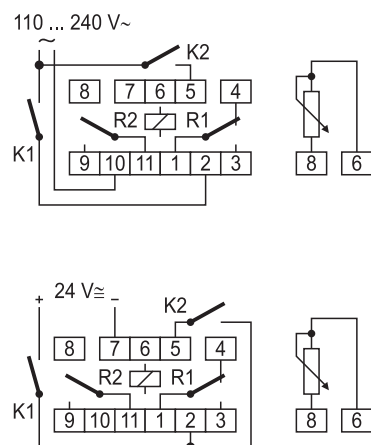 110 ... 240 V~
~
K2
8 7 6 5 4
R2 R1
K1
9 10 11 1 2 3
8 6
+ 24 V≅ −
K2
8 7 6 5 4
R2 R1
K1
9 10 11 1 2 3
8 6